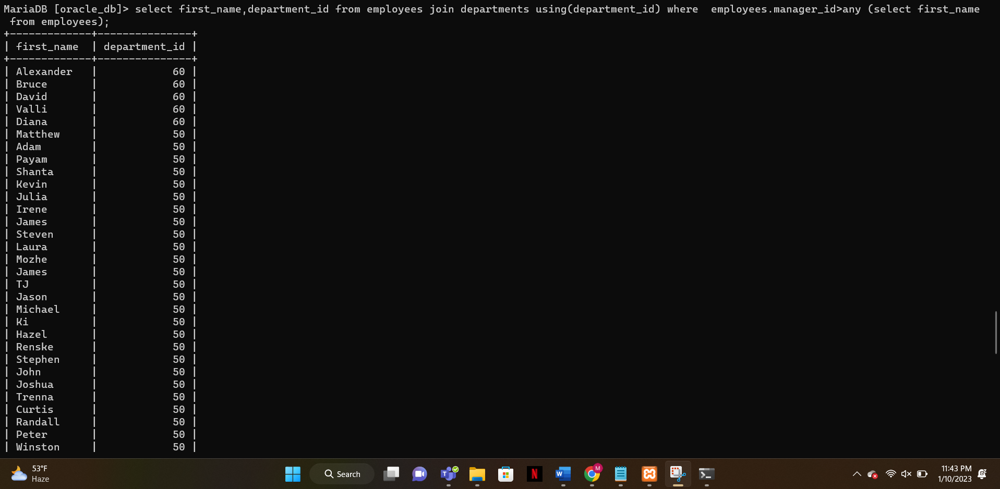 MariaDB [oracle_db]> select first_name,department_id from employees join departments using(department_id) where  employees.manager_id>any (select first_name
 from employees);
+-------------+---------------+
| first_name  | department_id |
+-------------+---------------+
| Alexander   |            60 |
| Bruce       |            60 |
| David       |            60 |
| Valli       |            60 |
| Diana       |            60 |
| Matthew     |            50 |
| Adam        |            50 |
| Payam       |            50 |
| Shanta      |            50 |
| Kevin       |            50 |
| Julia       |            50 |
| Irene       |            50 |
| James       |            50 |
| Steven      |            50 |
| Laura       |            50 |
| Mozhe       |            50 |
| James       |            50 |
| TJ          |            50 |
| Jason       |            50 |
| Michael     |            50 |
| Ki          |            50 |
| Hazel       |            50 |
| Renske      |            50 |
| Stephen     |            50 |
| John        |            50 |
| Joshua      |            50 |
| Trenna      |            50 |
| Curtis      |            50 |
| Randall     |            50 |
| Peter       |            50 |
| Winston     |            50 |
53°F
Haze
Search
T
N
W
M
11:43 PM
1/10/2023